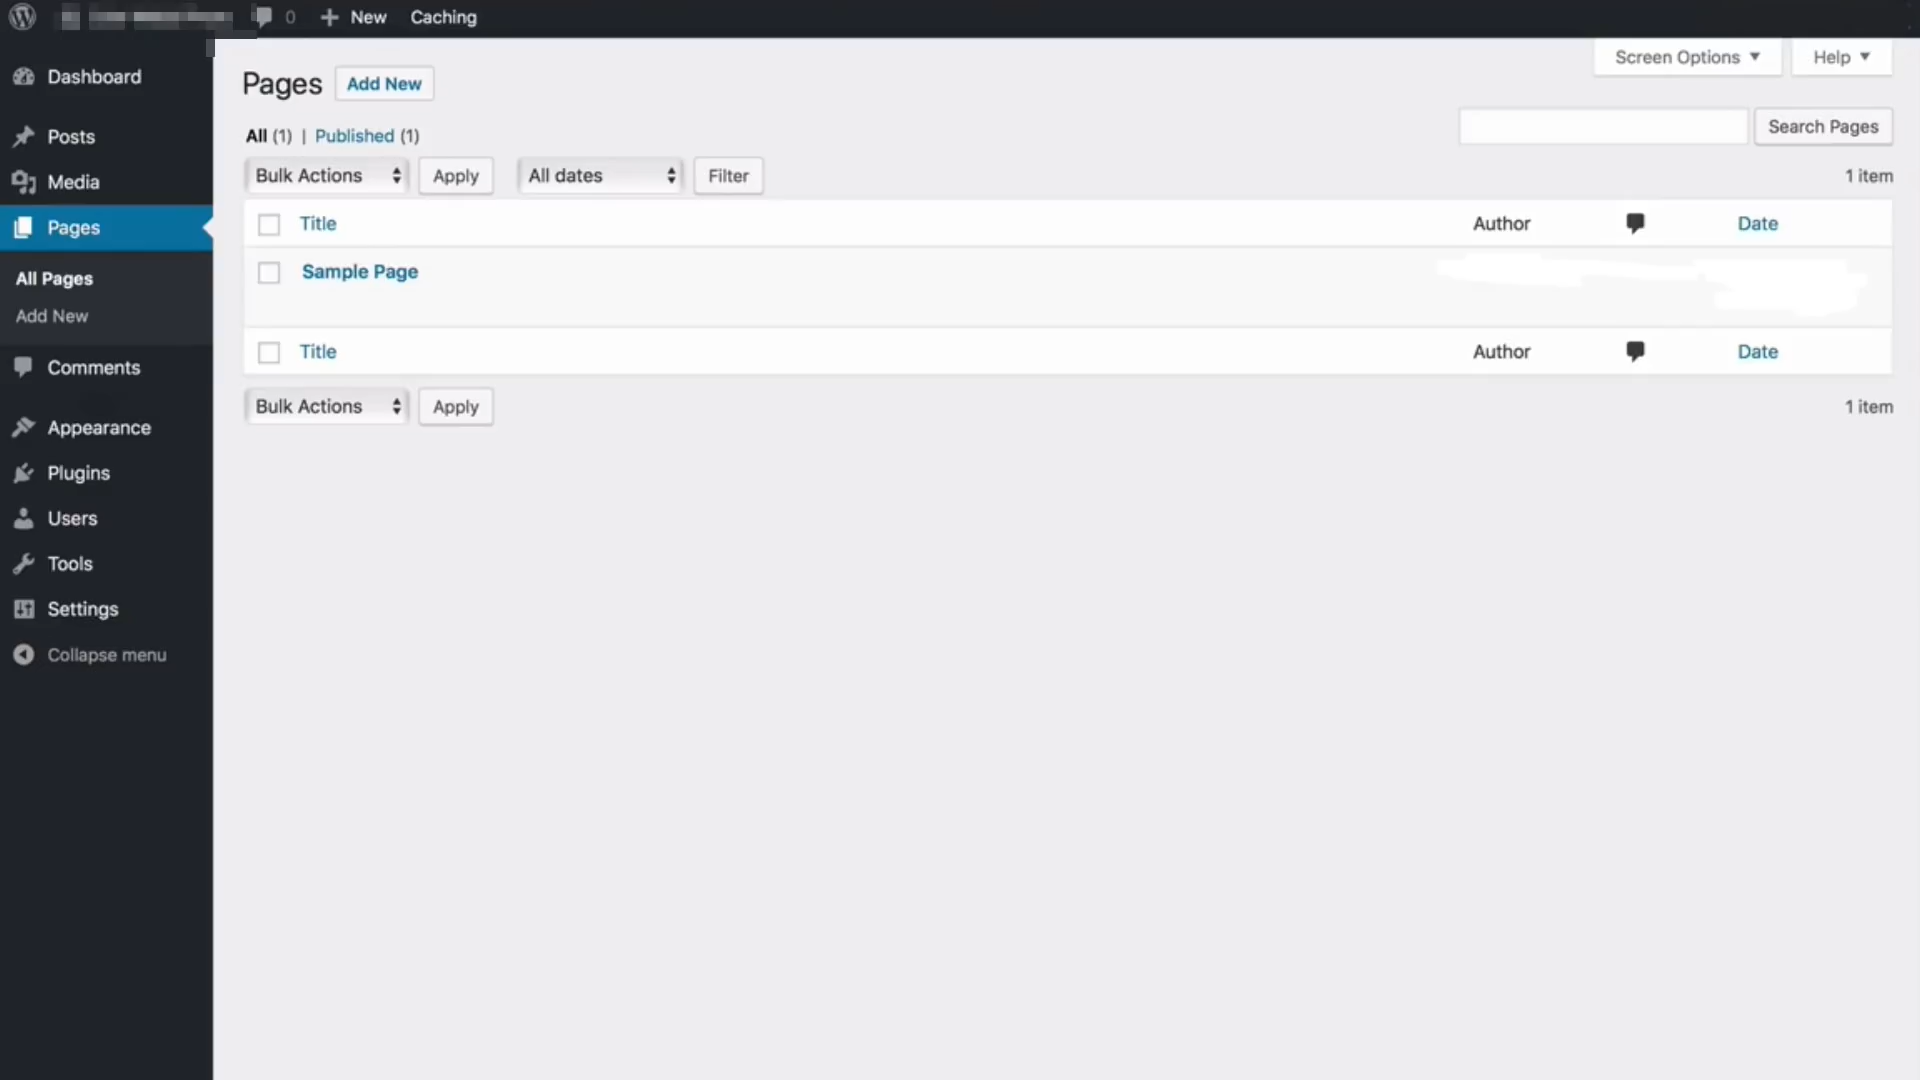 0 New Caching
Dashboard
Posts
Media
Pages
All Pages
Add New
Comments
Appearance
Plugins
Users
Tools
Settings
Collapse menu
Screen Options Help
Pages Add New
All (1) | Published (1)
Search Pages
Bulk Actions Apply All dates Filter 1 item
Title Author Date
Sample Page
Title Author Date
Bulk Actions Apply 1 item